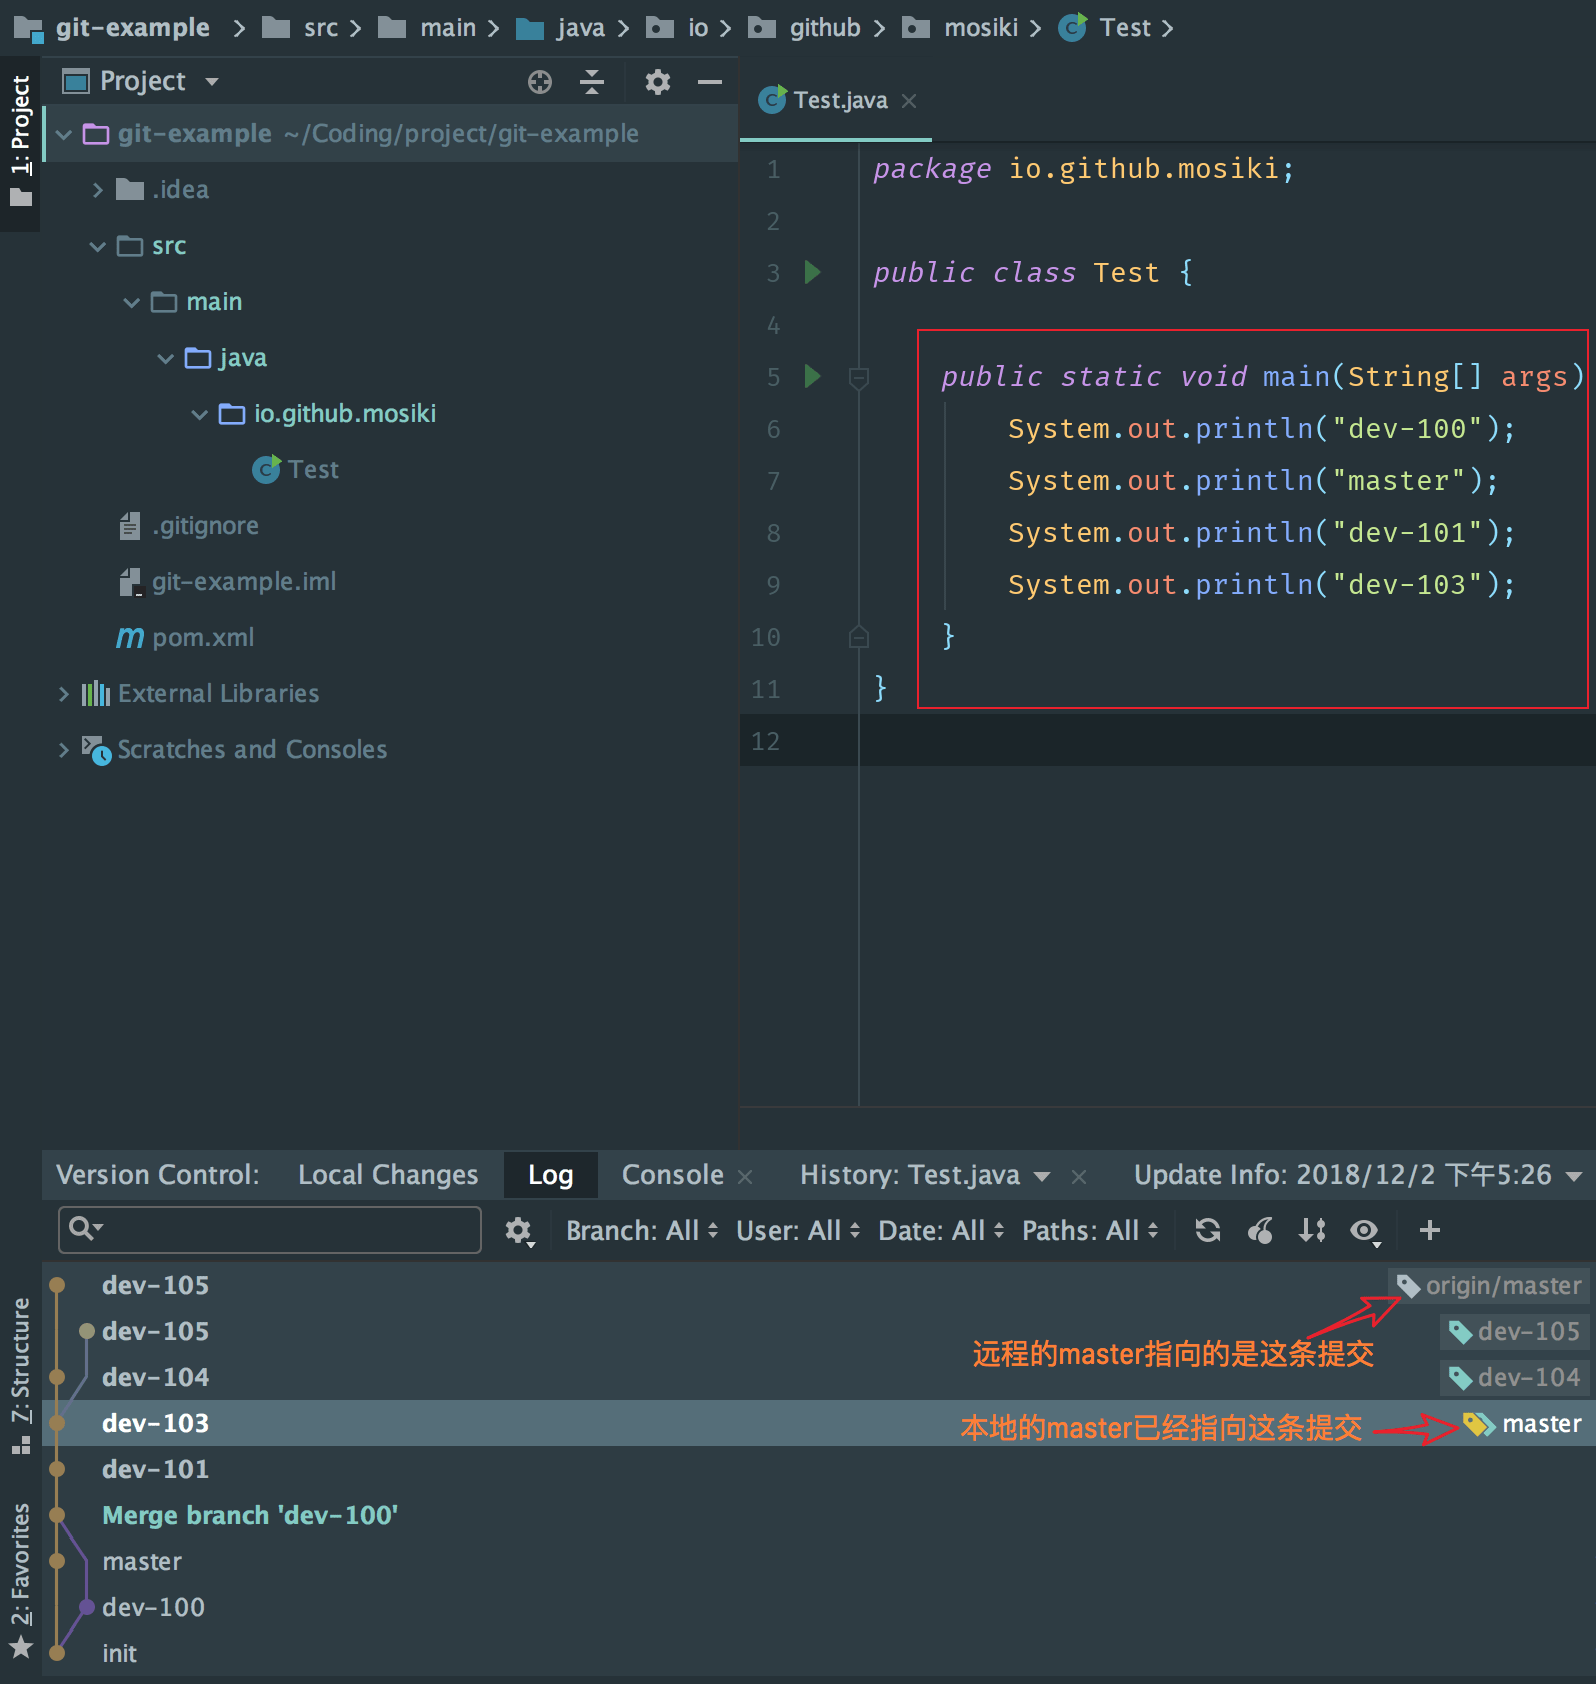 git-example > src > main > java > io > github > mosiki > Test >
1: Project
Project
git-example ~/Coding/project/git-example
.idea
src
main
java
io.github.mosiki
Test
.gitignore
git-example.iml
pom.xml
External Libraries
Scratches and Consoles
Test.java
1 package io.github.mosiki;
2
3 public class Test {
4
5 public static void main(String[] args)
6 System.out.println("dev-100");
7 System.out.println("master");
8 System.out.println("dev-101");
9 System.out.println("dev-103");
10 }
11 }
12
Version Control: Local Changes Log Console History: Test.java Update Info: 2018/12/2 下午5:26
Branch: All User: All Date: All Paths: All
7: Structure
2: Favorites
dev-105 origin/master
dev-105 dev-105
远程的master指向的是这条提交
dev-104 dev-104
dev-103 本地的master已经指向这条提交 master
dev-101
Merge branch 'dev-100'
master
dev-100
init